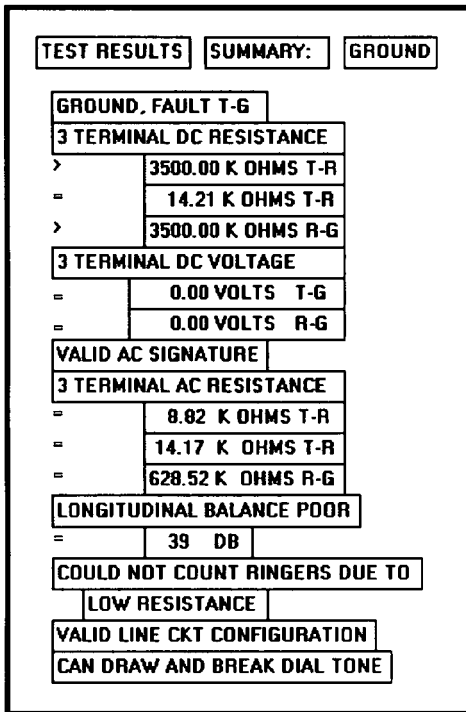 TEST RESULTS SUMMARY: GROUND
GROUND, FAULT T-G
3 TERMINAL DC RESISTANCE
> 3500.00 K OHMS T-R
= 14.21 K OHMS T-R
> 3500.00 K OHMS R-G
3 TERMINAL DC VOLTAGE
= 0.00 VOLTS T-G
= 0.00 VOLTS R-G
VALID AC SIGNATURE
3 TERMINAL AC RESISTANCE
= 8.82 K OHMS T-R
= 14.17 K OHMS T-R
= 628.52 K OHMS R-G
LONGITUDINAL BALANCE POOR
= 39 DB
COULD NOT COUNT RINGERS DUE TO
LOW RESISTANCE
VALID LINE CKT CONFIGURATION
CAN DRAW AND BREAK DIAL TONE